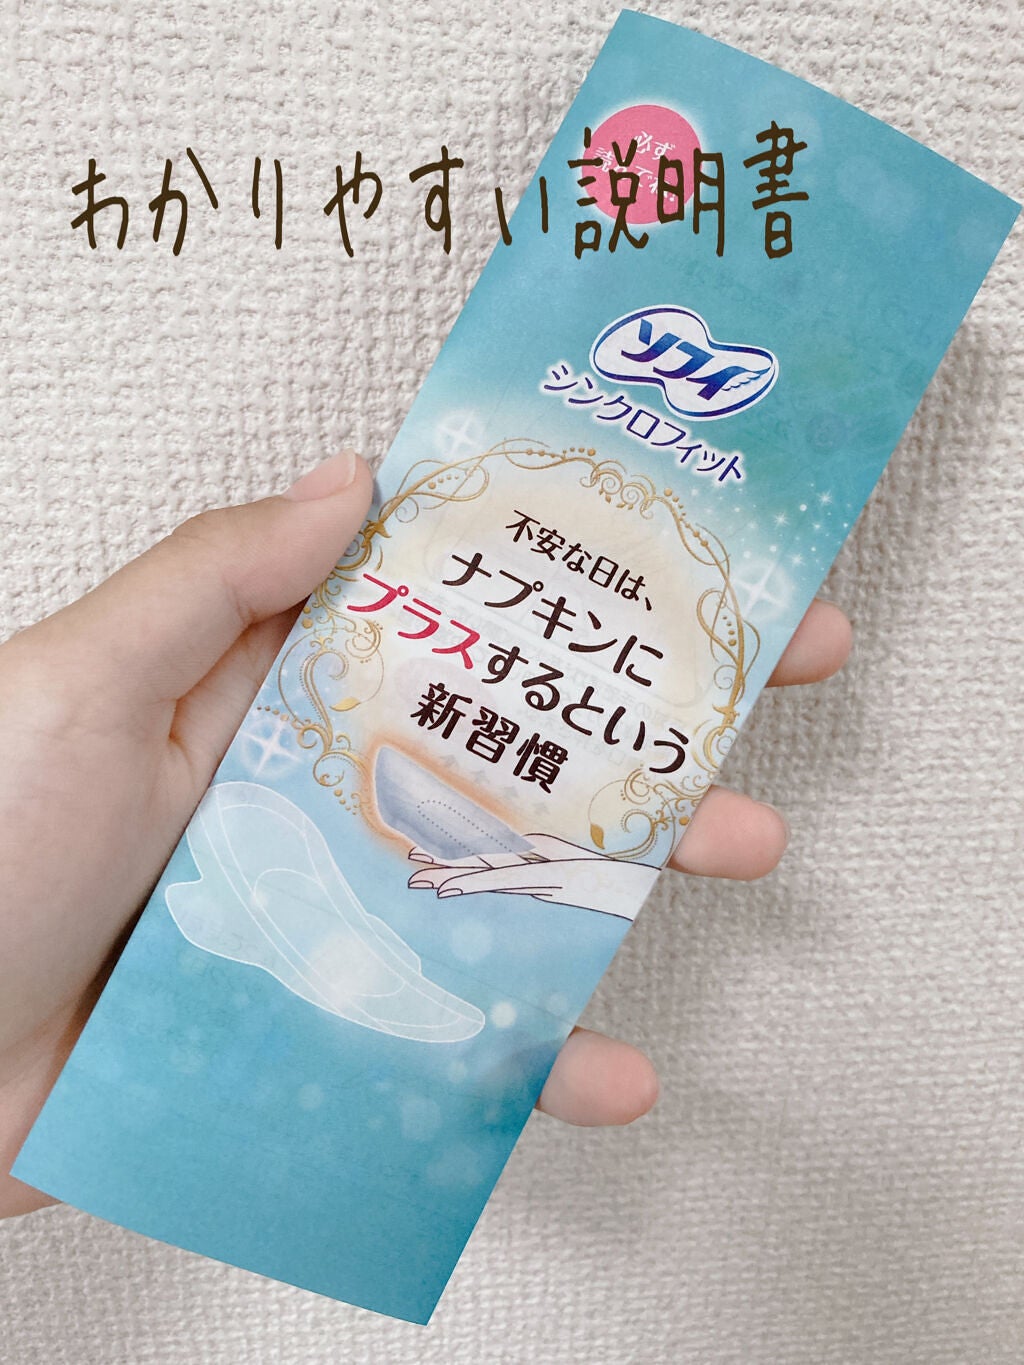 わかりやすい説明書
必ず
ソフィ
シンクロフィット
不安な日は、
ナプキンに
プラスするという
新習慣